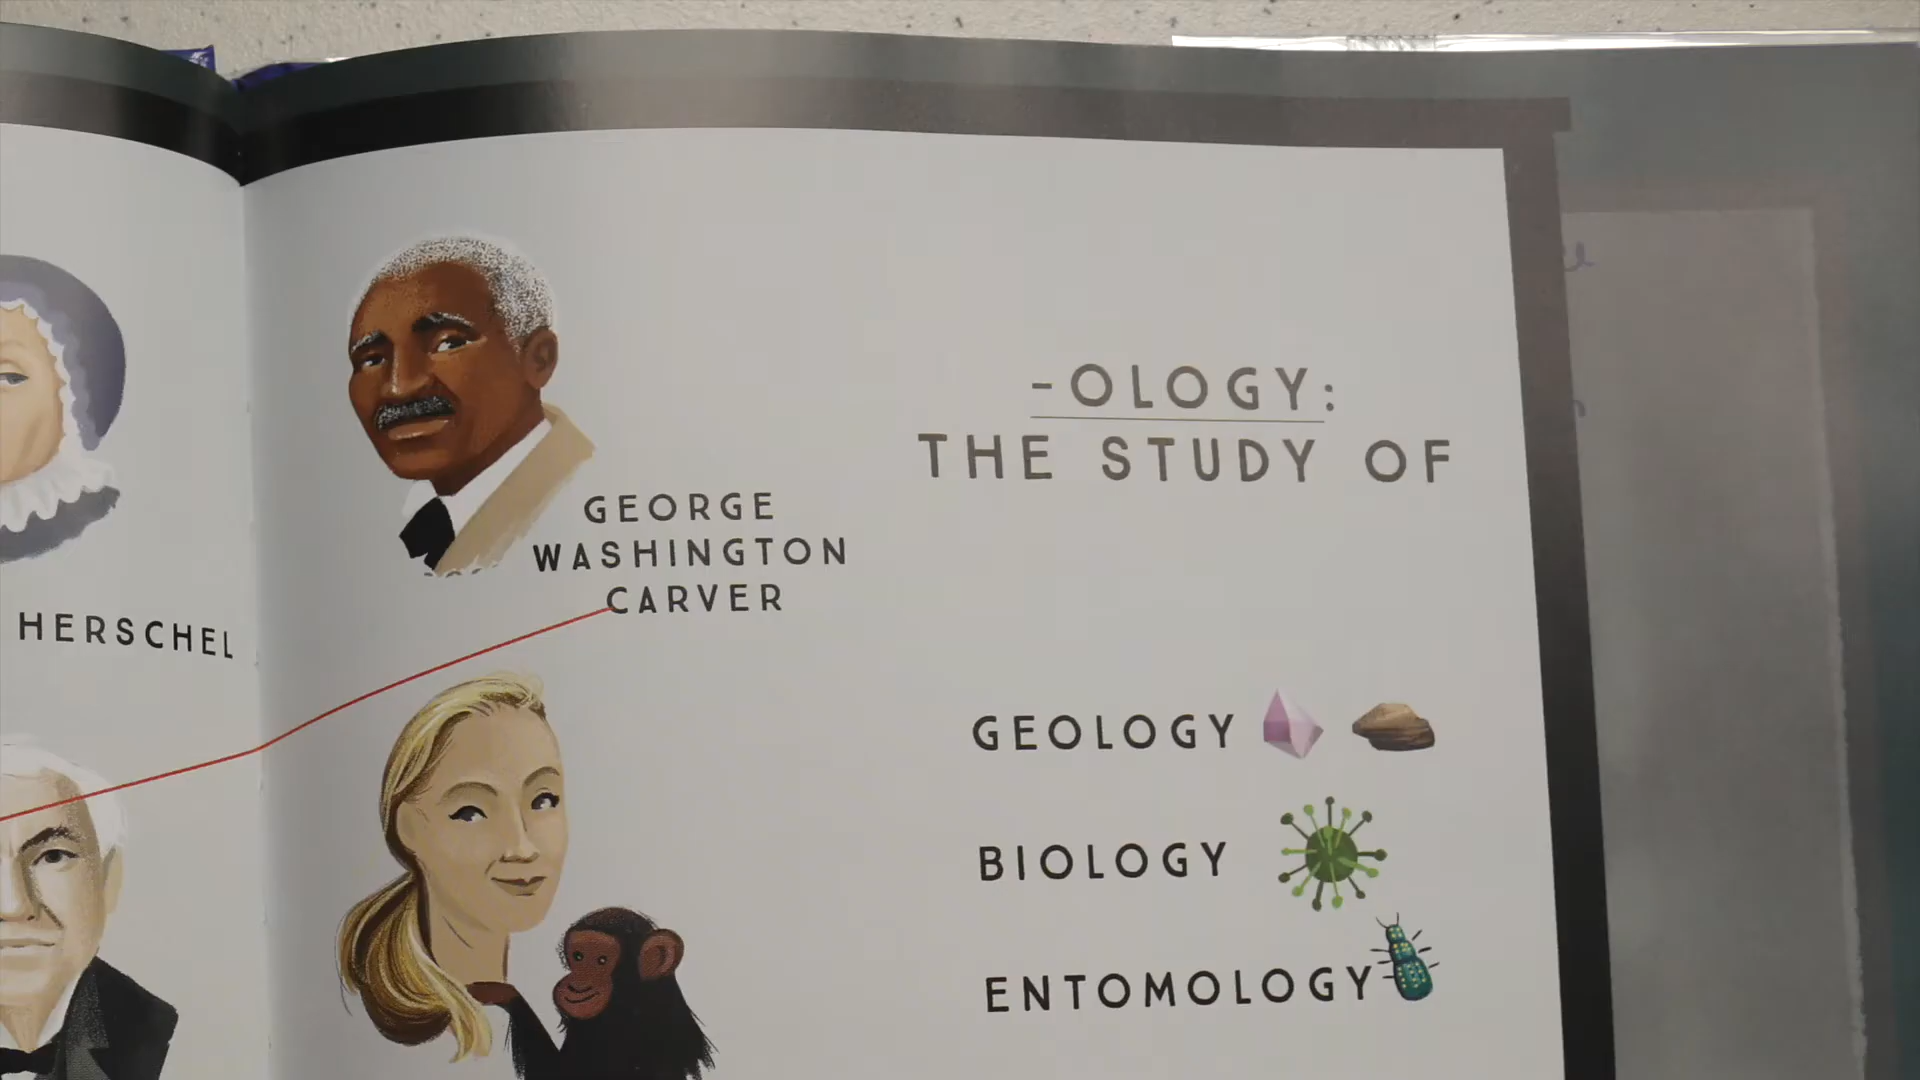 HERSCHEL
GEORGE
WASHINGTON
CARVER
-OLOGY:
THE STUDY OF
GEOLOGY
BIOLOGY
ENTOMOLOGY